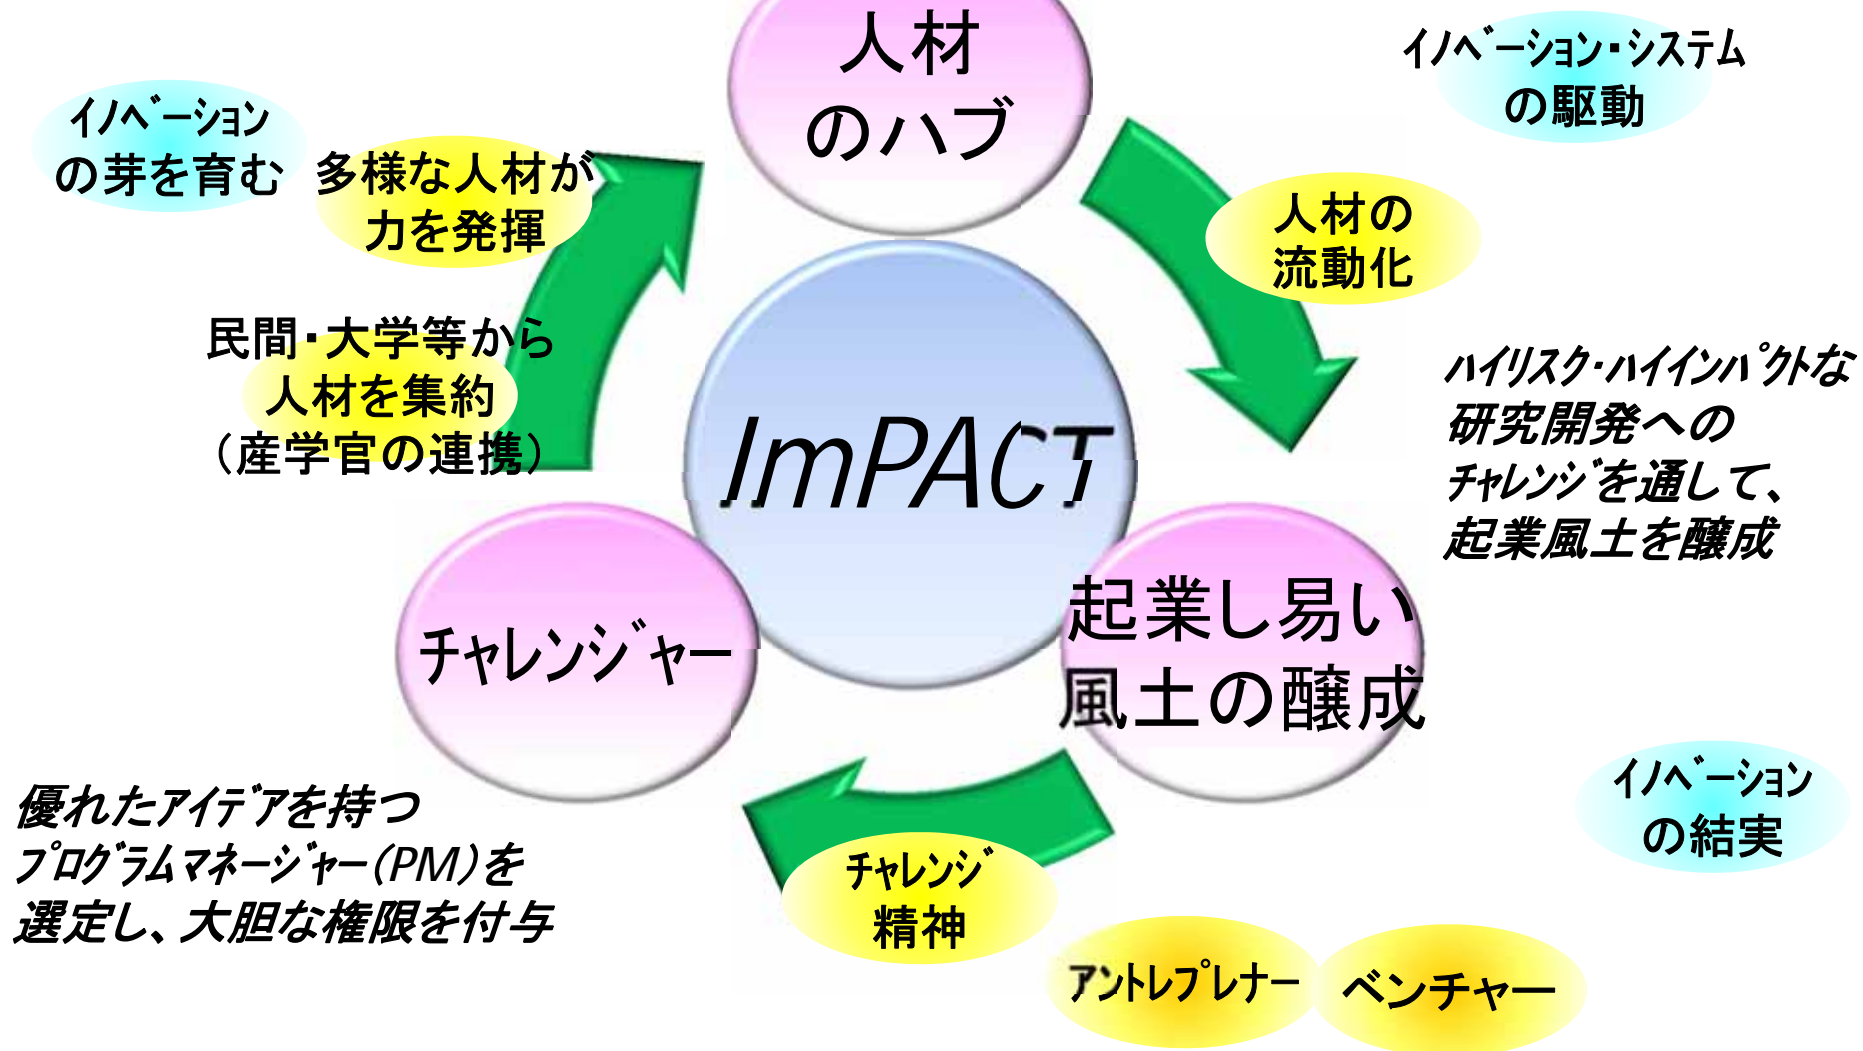 人材
のハブ
ｲﾉﾍﾞｰｼｮﾝ・ｼｽﾃﾑ
の駆動
ｲﾉﾍﾞｰｼｮﾝ
の芽を育む
多様な人材が
力を発揮
人材の
流動化
民間・大学等から
人材を集約
（産学官の連携）
ImPACT
ﾊｲﾘｽｸ・ﾊｲｲﾝﾊﾟｸﾄな
研究開発への
ﾁｬﾚﾝｼﾞを通して、
起業風土を醸成
ﾁｬﾚﾝｼﾞｬｰ
起業し易い
風土の醸成
優れたｱｲﾃﾞｱを持つ
ﾌﾟﾛｸﾞﾗﾑﾏﾈｰｼﾞｬｰ（PM）を
選定し、大胆な権限を付与
ｲﾉﾍﾞｰｼｮﾝ
の結実
ﾁｬﾚﾝｼﾞ
精神
ｱﾝﾄﾚﾌﾟﾚﾅｰ
ベンチャー